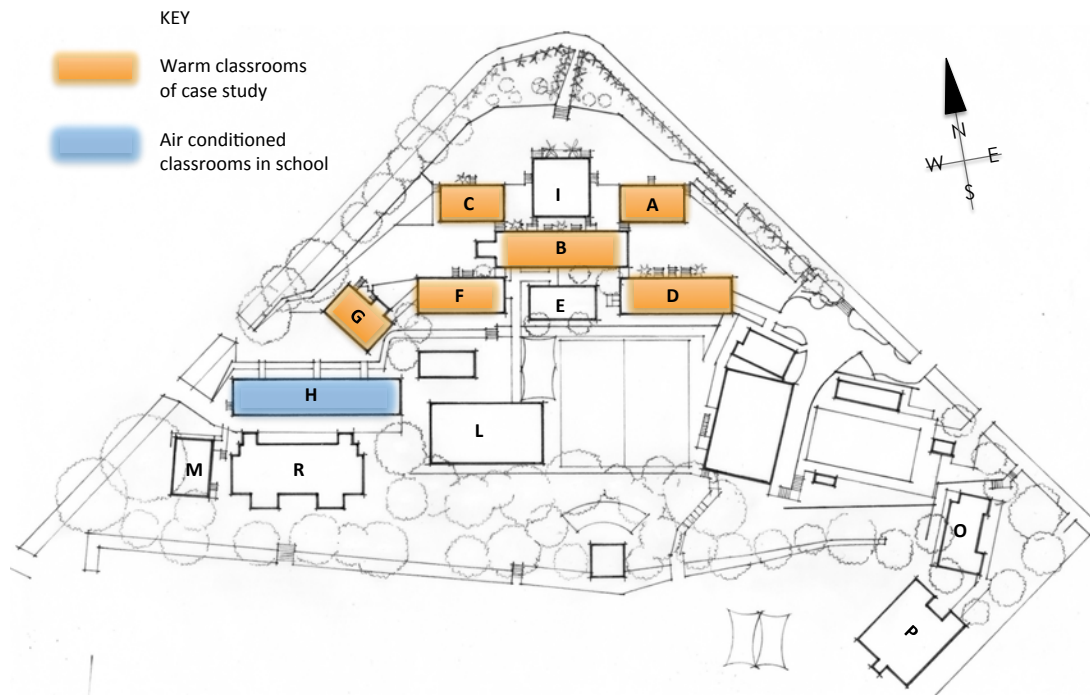 KEY
Warm classrooms
of case study
Air conditioned
classrooms in school
N
W E
S
I
C
A
B
F
E
D
G
H
L
M
R
O
P